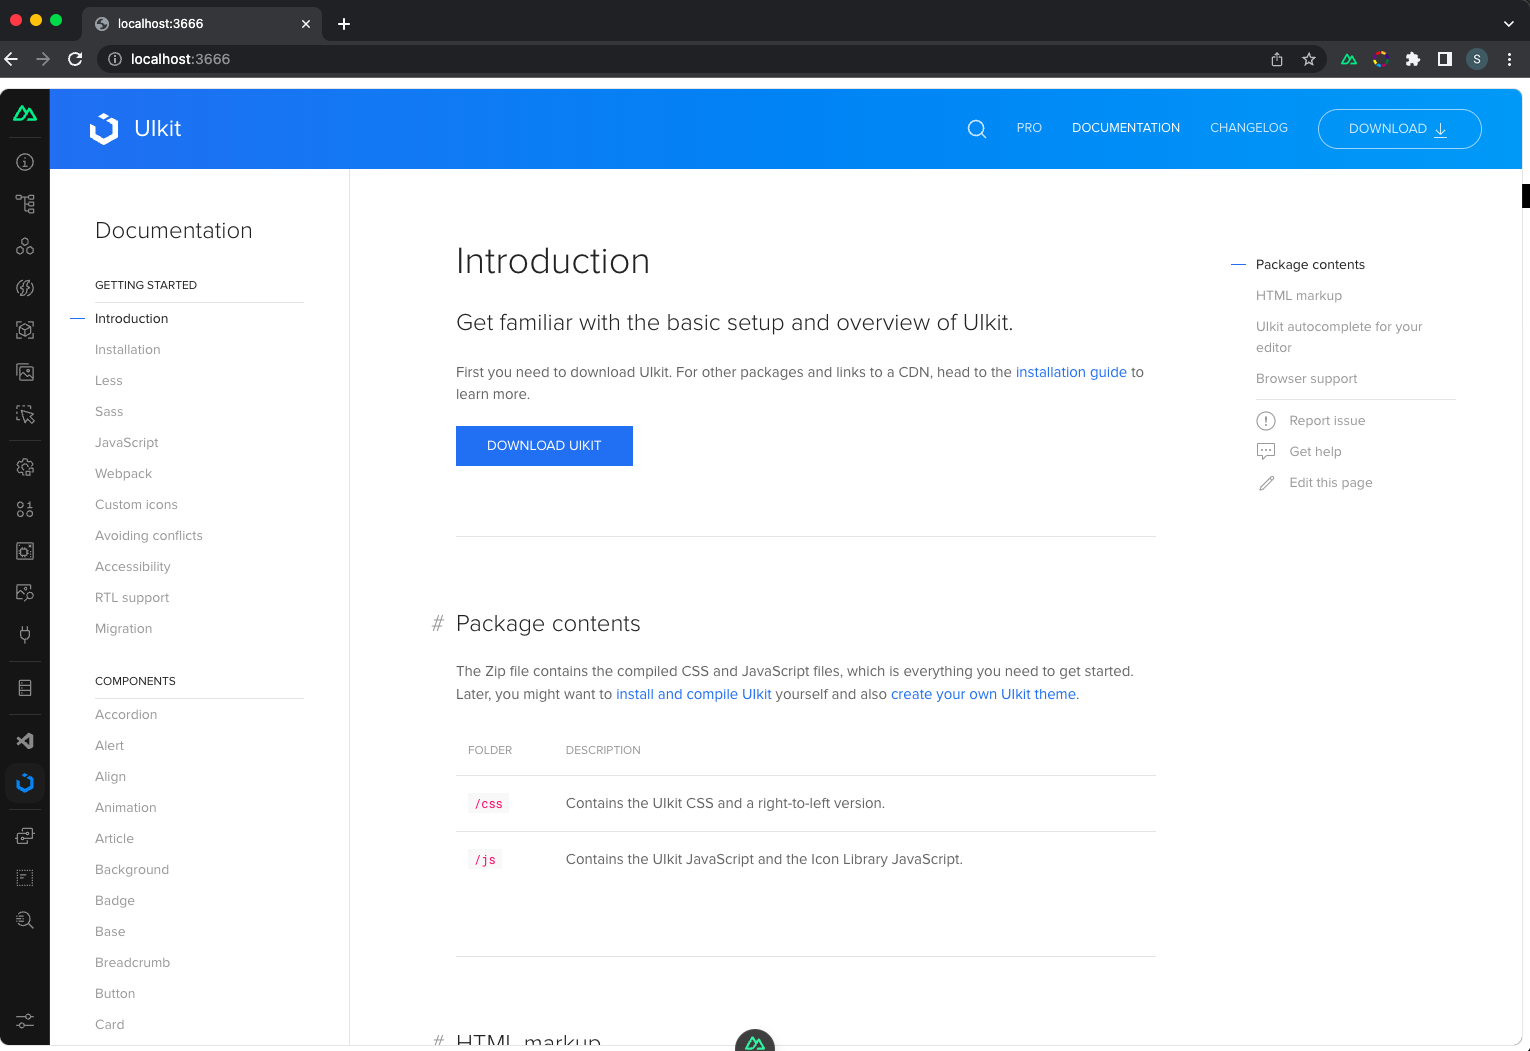 localhost:3666
localhost:3666
S
UIkit
PRO
DOCUMENTATION
CHANGELOG
DOWNLOAD
Documentation
GETTING STARTED
Introduction
Installation
Less
Sass
JavaScript
Webpack
Custom icons
Avoiding conflicts
Accessibility
RTL support
Migration
COMPONENTS
Accordion
Alert
Align
Animation
Article
Background
Badge
Base
Breadcrumb
Button
Card
Introduction
Get familiar with the basic setup and overview of UIkit.
First you need to download UIkit. For other packages and links to a CDN, head to the installation guide to
learn more.
DOWNLOAD UIKIT
# Package contents
The Zip file contains the compiled CSS and JavaScript files, which is everything you need to get started.
Later, you might want to install and compile UIkit yourself and also create your own UIkit theme.
FOLDER DESCRIPTION
/css Contains the UIkit CSS and a right-to-left version.
/js Contains the UIkit JavaScript and the Icon Library JavaScript.
# HTML markup
Package contents
HTML markup
UIkit autocomplete for your
editor
Browser support
Report issue
Get help
Edit this page